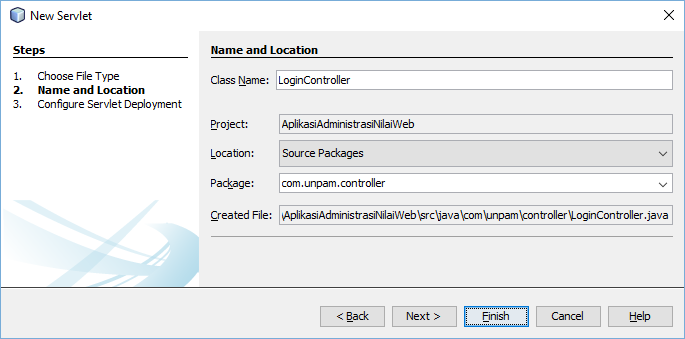 New Servlet
Steps
1. Choose File Type
2. Name and Location
3. Configure Servlet Deployment
Name and Location
Class Name: LoginController
Project: AplikasiAdministrasiNilaiWeb
Location: Source Packages
Package: com.unpam.controller
Created File: \AplikasiAdministrasiNilaiWeb\src\java\com\unpam\controller\LoginController.java
< Back Next > Finish Cancel Help